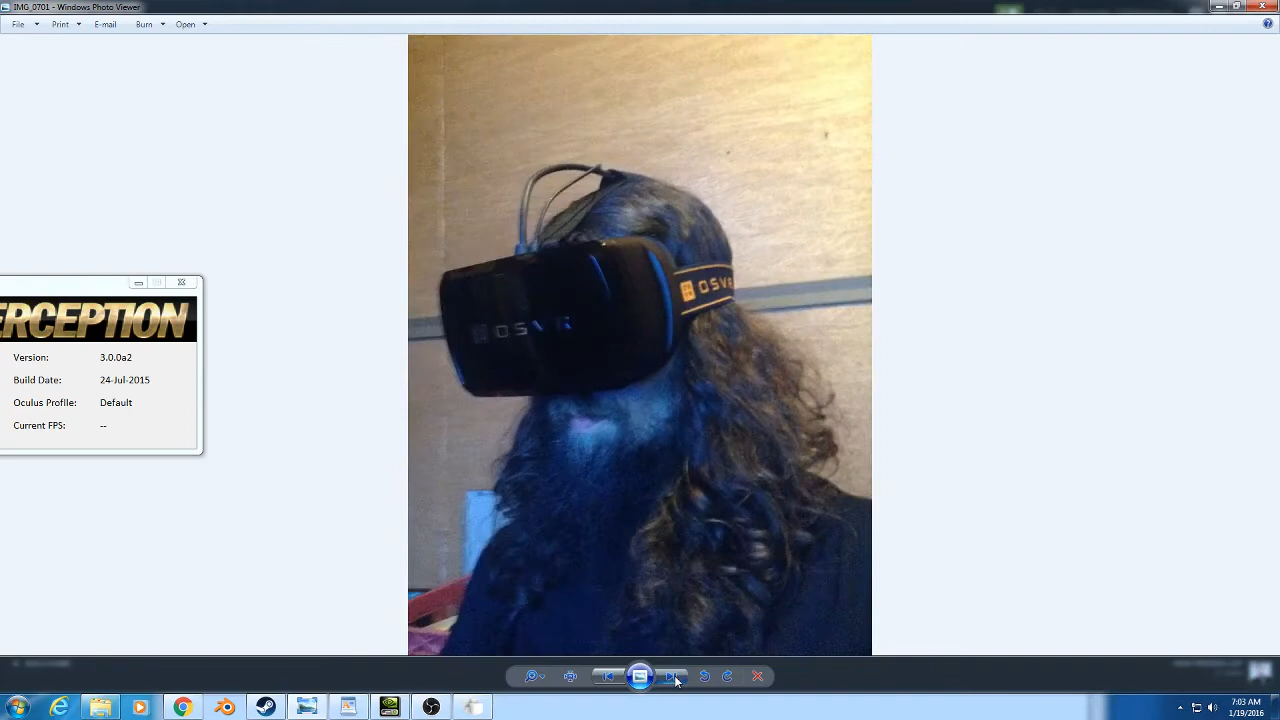 IMG_0701 - Windows Photo Viewer
File Print E-mail Burn Open
OSVR
OSVR
ERCEPTION
Version: 3.0.0a2
Build Date: 24-Jul-2015
Oculus Profile: Default
Current FPS: --
7:03 AM
1/19/2016